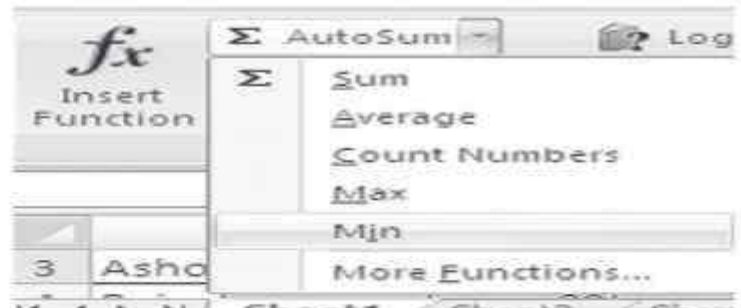 fx
Insert
Function
Σ AutoSum
Log
Σ Sum
Average
Count Numbers
Max
Min
More Functions...
3 Asho